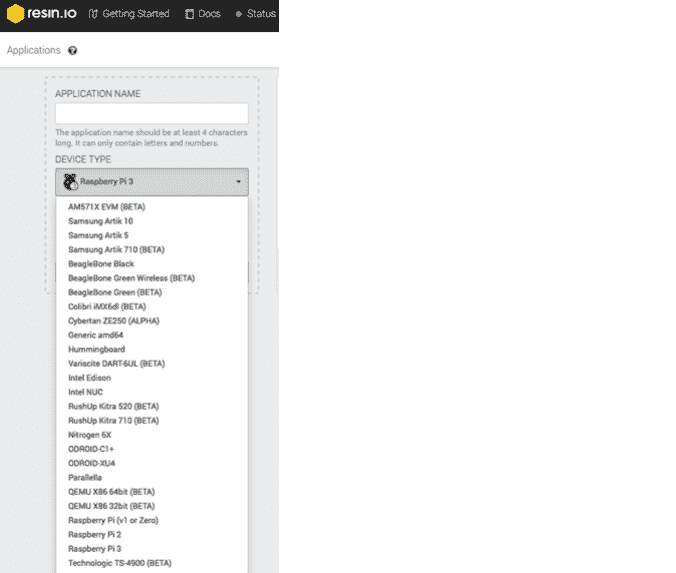 resin.io Getting Started Docs Status
Applications
APPLICATION NAME
The application name should be at least 4 characters
long. It can only contain letters and numbers.
DEVICE TYPE
Raspberry Pi 3
AM571X EVM (BETA)
Samsung Artik 10
Samsung Artik 5
Samsung Artik 710 (BETA)
BeagleBone Black
BeagleBone Green Wireless (BETA)
BeagleBone Green (BETA)
Colibri iMX6dl (BETA)
Cybertan ZE250 (ALPHA)
Generic amd64
Hummingboard
Variscite DART-6UL (BETA)
Intel Edison
Intel NUC
RushUp Kitra 520 (BETA)
RushUp Kitra 710 (BETA)
Nitrogen 6X
ODROID-C1+
ODROID-XU4
Parallella
QEMU X86 64bit (BETA)
QEMU X86 32bit (BETA)
Raspberry Pi (v1 or Zero)
Raspberry Pi 2
Raspberry Pi 3
Technologic TS-4900 (BETA)